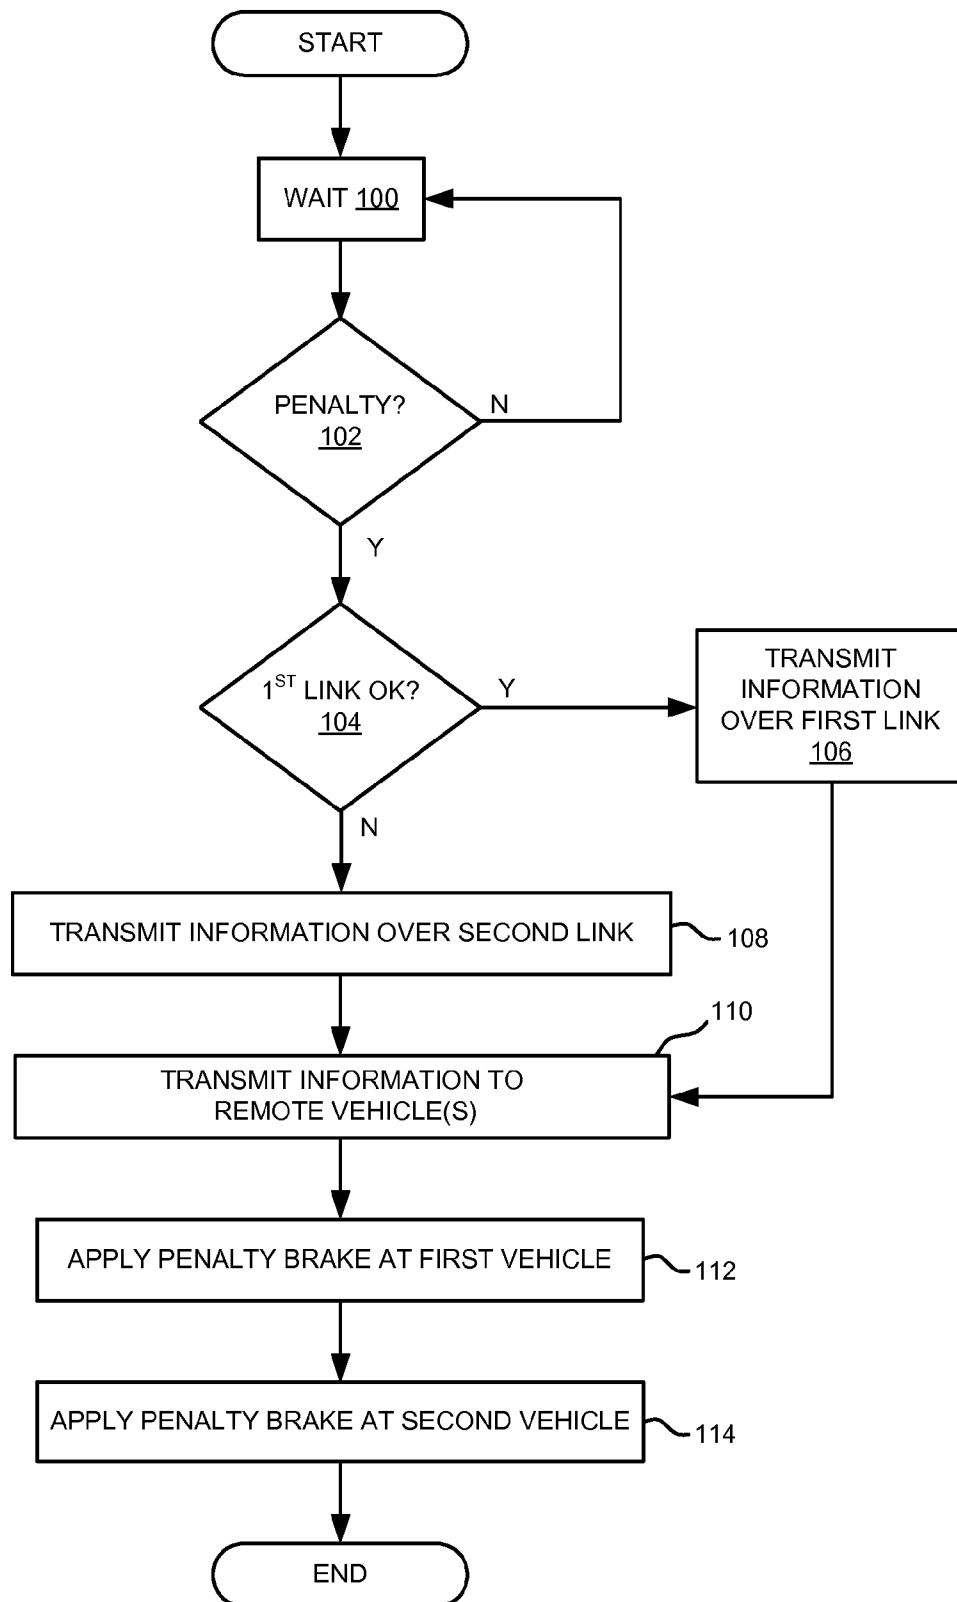 START
WAIT 100
PENALTY?
102
N
Y
1ST LINK OK?
104
Y
N
TRANSMIT
INFORMATION
OVER FIRST LINK
106
TRANSMIT INFORMATION OVER SECOND LINK
108
110
TRANSMIT INFORMATION TO
REMOTE VEHICLE(S)
APPLY PENALTY BRAKE AT FIRST VEHICLE
112
APPLY PENALTY BRAKE AT SECOND VEHICLE
114
END